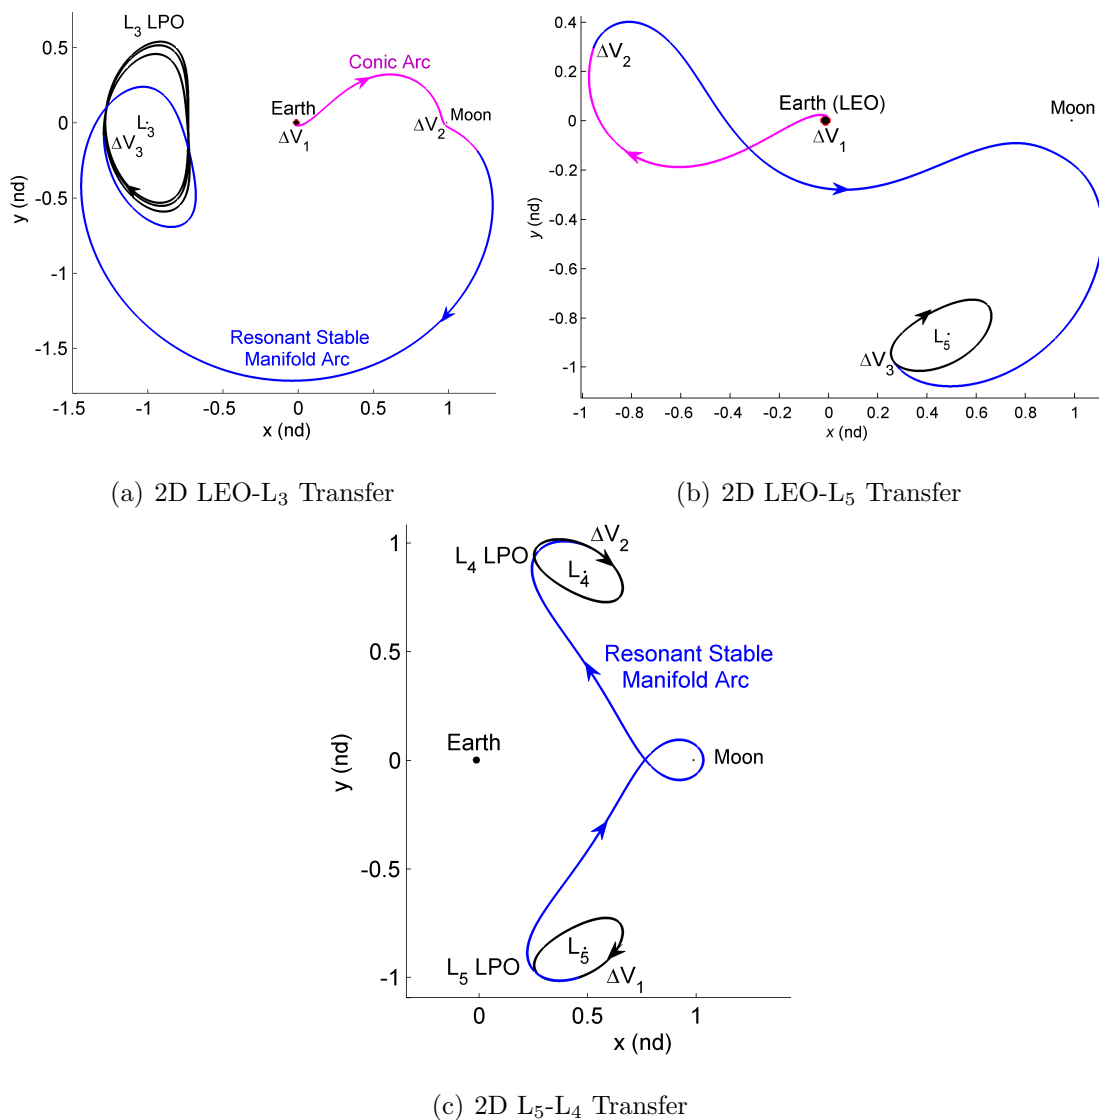 L3 LPO
0.5
0
-0.5
-1
-1.5
y (nd)
L3
ΔV3
Earth
ΔV1
Conic Arc
ΔV2
Moon
Resonant Stable
Manifold Arc
-1.5 -1 -0.5 0 0.5 1
x (nd)
(a) 2D LEO-L3 Transfer
0.4
0.2
0
-0.2
-0.4
-0.6
-0.8
-1
y (nd)
ΔV2
Earth (LEO)
ΔV1
Moon
L5
ΔV3
-1 -0.8 -0.6 -0.4 -0.2 0 0.2 0.4 0.6 0.8 1
x (nd)
(b) 2D LEO-L5 Transfer
1
0.5
0
-0.5
-1
y (nd)
L4 LPO
ΔV2
L4
Resonant Stable
Manifold Arc
Earth
Moon
L5
L5 LPO
ΔV1
0 0.5 1
x (nd)
(c) 2D L5-L4 Transfer